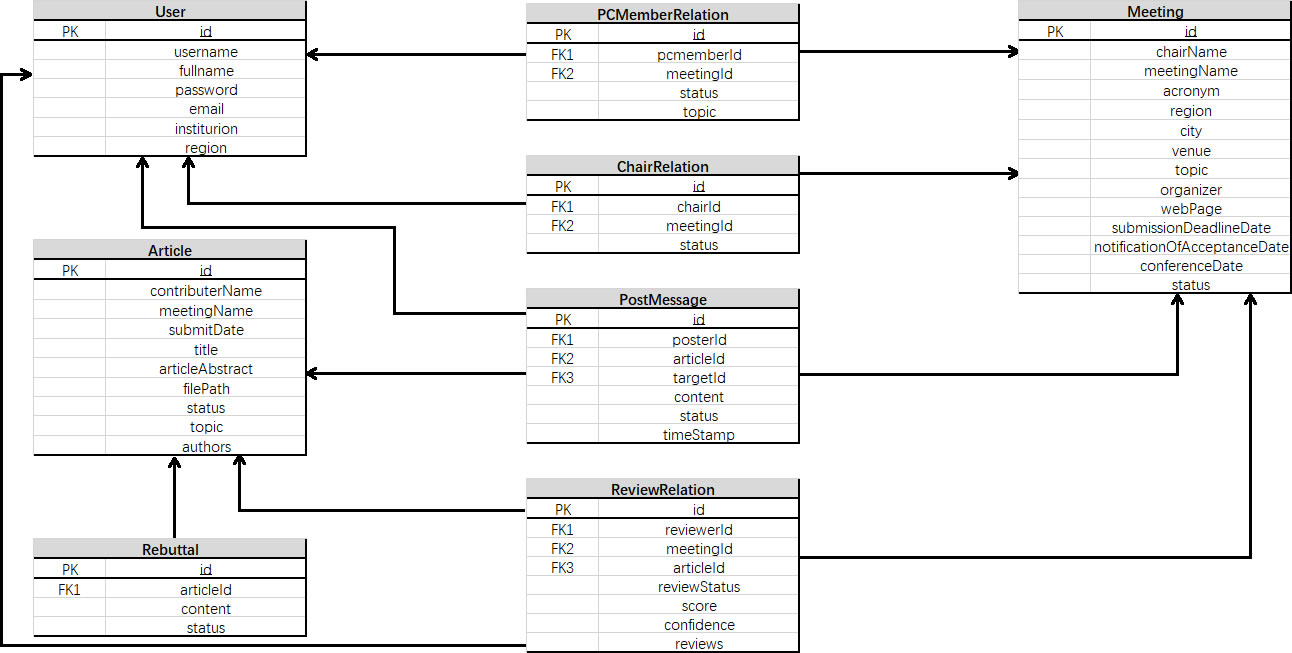 User
PK id
username
fullname
password
email
institurion
region
Article
PK id
contributerName
meetingName
submitDate
title
articleAbstract
filePath
status
topic
authors
Rebuttal
PK id
FK1 articleId
content
status
PCMemberRelation
PK id
FK1 pcmemberId
FK2 meetingId
status
topic
ChairRelation
PK id
FK1 chairId
FK2 meetingId
status
PostMessage
PK id
FK1 posterId
FK2 articleId
FK3 targetId
content
status
timeStamp
ReviewRelation
PK id
FK1 reviewerId
FK2 meetingId
FK3 articleId
reviewStatus
score
confidence
reviews
Meeting
PK id
chairName
meetingName
acronym
region
city
venue
topic
organizer
webPage
submissionDeadlineDate
notificationOfAcceptanceDate
conferenceDate
status